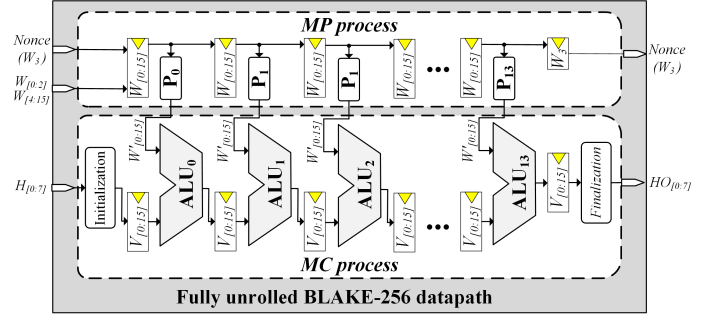 MP process
Nonce
(W3)
W[0:2]
W[4:15]
W[0:15]
W[0:15]
W[0:15]
W[0:15]
W[0:15]
W3
Nonce
(W3)
P0
P1
P1
P13
•••
W'[0:15]
W'[0:15]
W'[0:15]
W'[0:15]
H[0:7]
Initialization
V[0:15]
ALU0
V[0:15]
ALU1
V[0:15]
ALU2
V[0:15]
•••
V[0:15]
ALU13
V[0:15]
Finalization
HO[0:7]
MC process
Fully unrolled BLAKE-256 datapath